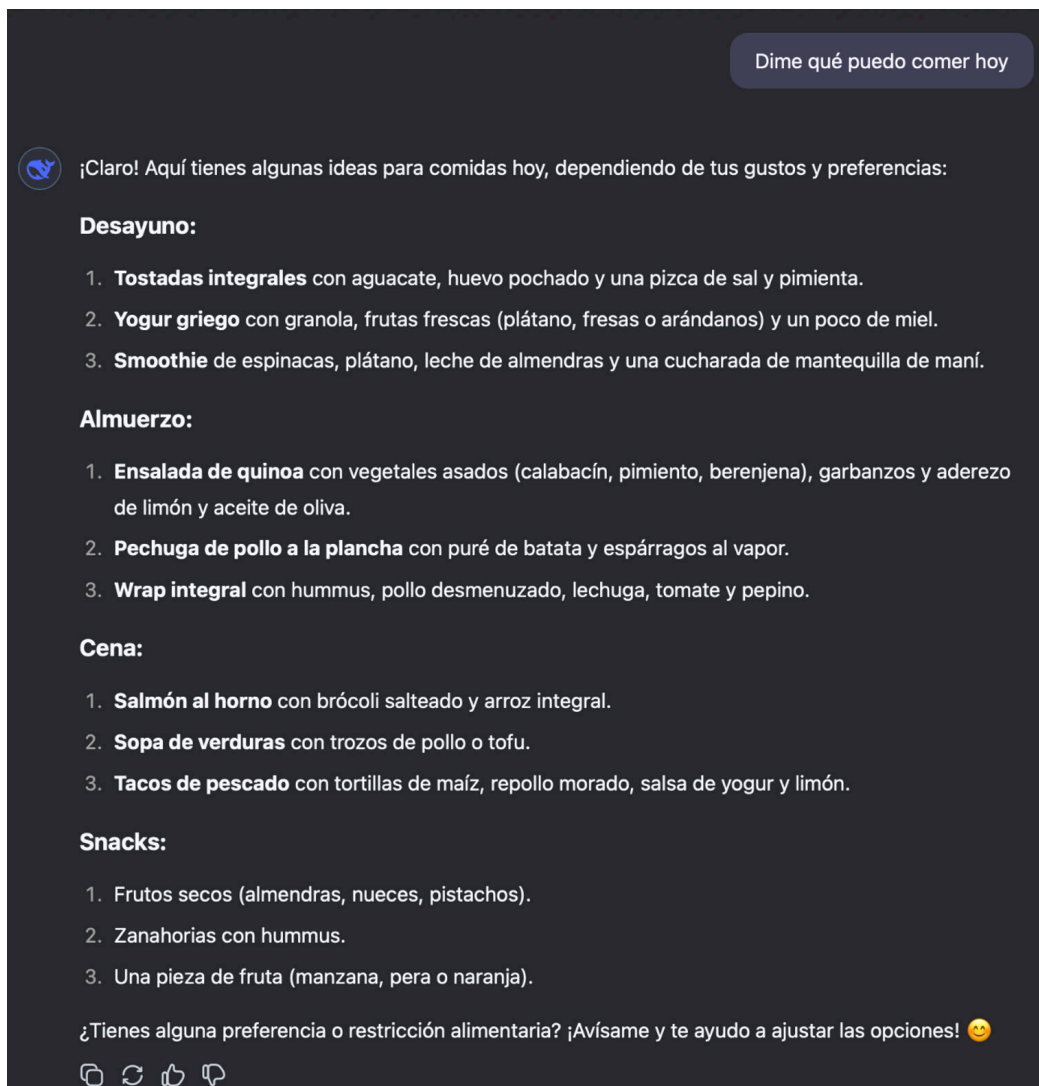 Dime qué puedo comer hoy
¡Claro! Aquí tienes algunas ideas para comidas hoy, dependiendo de tus gustos y preferencias:
Desayuno:
1. Tostadas integrales con aguacate, huevo pochado y una pizca de sal y pimienta.
2. Yogur griego con granola, frutas frescas (plátano, fresas o arándanos) y un poco de miel.
3. Smoothie de espinacas, plátano, leche de almendras y una cucharada de mantequilla de maní.
Almuerzo:
1. Ensalada de quinoa con vegetales asados (calabacín, pimiento, berenjena), garbanzos y aderezo
de limón y aceite de oliva.
2. Pechuga de pollo a la plancha con puré de batata y espárragos al vapor.
3. Wrap integral con hummus, pollo desmenuzado, lechuga, tomate y pepino.
Cena:
1. Salmón al horno con brócoli salteado y arroz integral.
2. Sopa de verduras con trozos de pollo o tofu.
3. Tacos de pescado con tortillas de maíz, repollo morado, salsa de yogur y limón.
Snacks:
1. Frutos secos (almendras, nueces, pistachos).
2. Zanahorias con hummus.
3. Una pieza de fruta (manzana, pera o naranja).
¿Tienes alguna preferencia o restricción alimentaria? ¡Avísame y te ayudo a ajustar las opciones! 😊